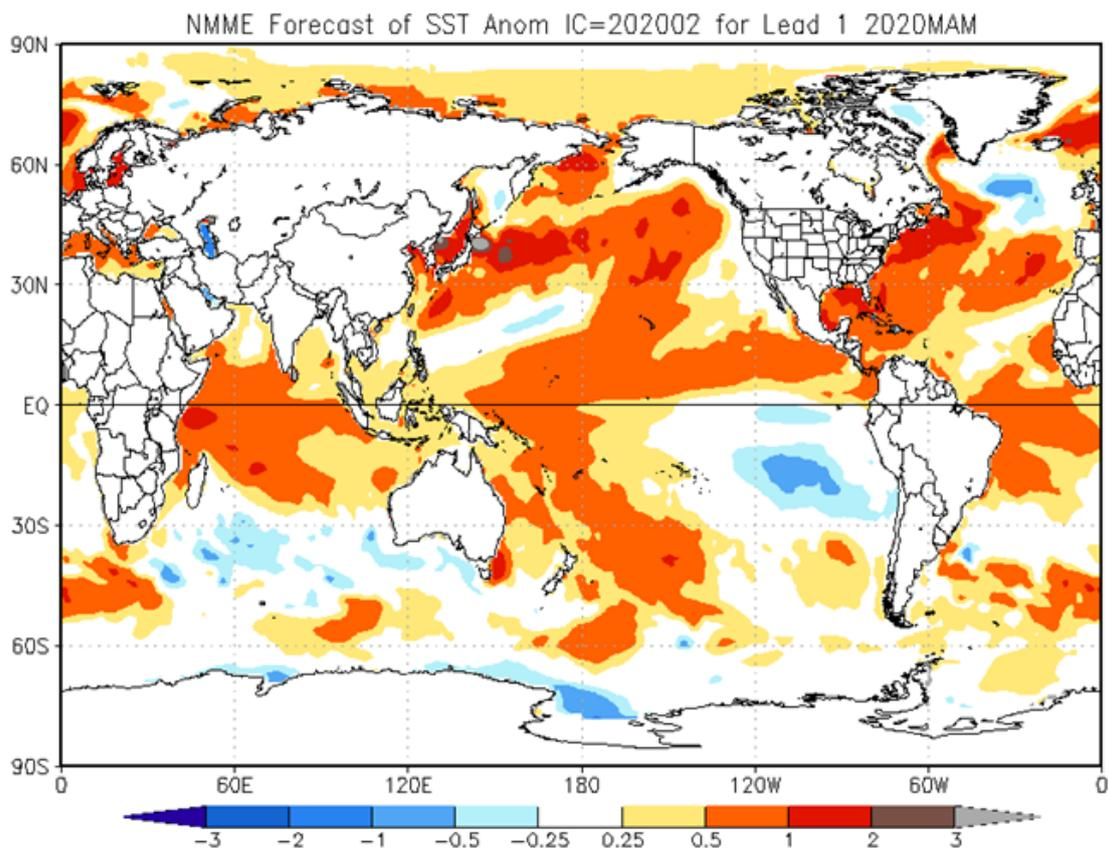 NMME Forecast of SST Anom IC=202002 for Lead 1 2020MAM
90N
60N
30N
EQ
30S
60S
90S
0 60E 120E 180 120W 60W 0
-3 -2 -1 -0.5 -0.25 0.25 0.5 1 2 3